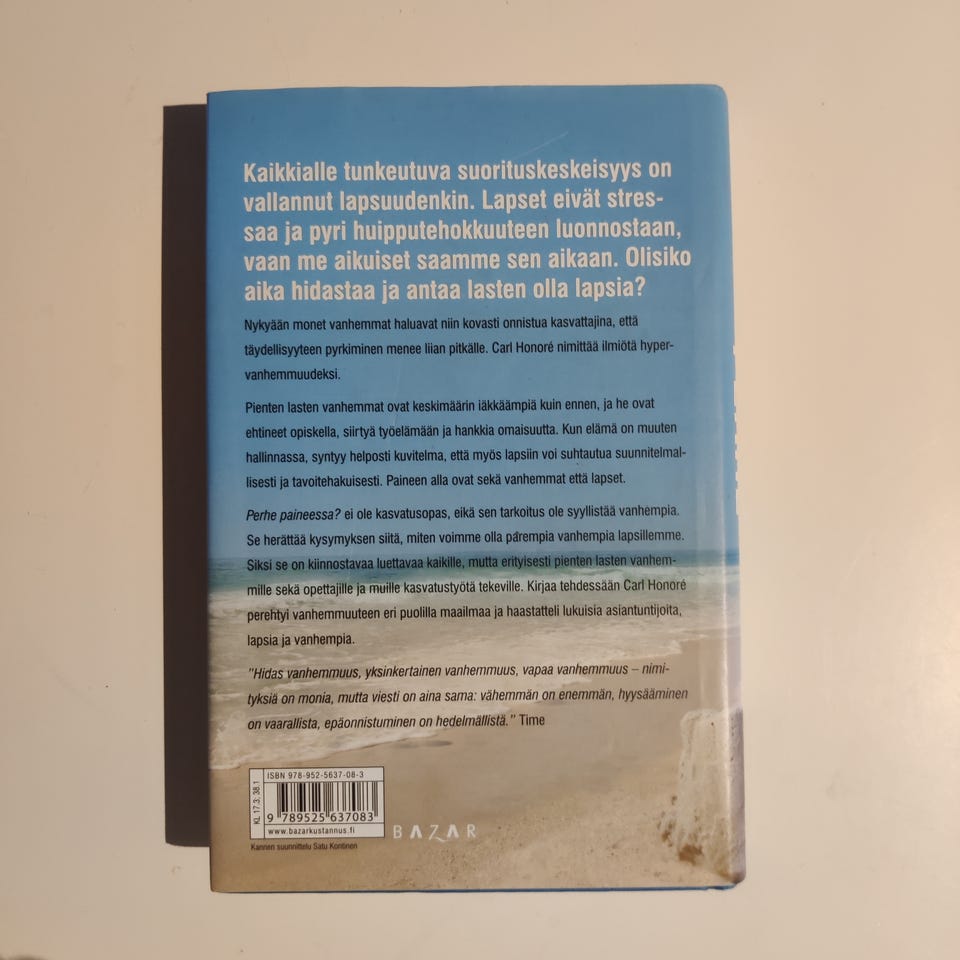 Kaikkialle tunkeutuva suorituskeskeisyys on
vallannut lapsuudenkin. Lapset eivät stres-
saa ja pyri huipputehokkuuteen luonnostaan,
vaan me aikuiset saamme sen aikaan. Olisiko
aika hidastaa ja antaa lasten olla lapsia?
Nykyään monet vanhemmat haluavat niin kovasti onnistua kasvattajina, että
täydellisyyteen pyrkiminen menee liian pitkälle. Carl Honoré nimittää ilmiötä hyper-
vanhemmuudeksi.
Pienten lasten vanhemmat ovat keskimäärin iäkkäämpiä kuin ennen, ja he ovat
ehtineet opiskella, siirtyä työelämään ja hankkia omaisuutta. Kun elämä on muuten
hallinnassa, syntyy helposti kuvitelma, että myös lapsiin voi suhtautua suunnitelmal-
lisesti ja tavoitehakuisesti. Paineen alla ovat sekä vanhemmat että lapset.
Perhe paineessa? ei ole kasvatusopas, eikä sen tarkoitus ole syyllistää vanhempia.
Se herättää kysymyksen siitä, miten voimme olla parempia vanhempia lapsillemme.
Siksi se on kiinnostavaa luettavaa kaikille, mutta erityisesti pienten lasten vanhem-
mille sekä opettajille ja muille kasvatustyötä tekeville. Kirjaa tehdessään Carl Honoré
perehtyi vanhemmuuteen eri puolilla maailmaa ja haastatteli lukuisia asiantuntijoita,
lapsia ja vanhempia.
"Hidas vanhemmuus, yksinkertainen vanhemmuus, vapaa vanhemmuus – nimi-
tyksiä on monia, mutta viesti on aina sama: vähemmän on enemmän, hyysääminen
on vaarallista, epäonnistuminen on hedelmällistä." Time
ISBN 978-952-5637-08-3
KL 17.3; 38.1
9 789525 637083
www.bazarkustannus.fi
BAZAR
Kannen suunnittelu Satu Kontinen